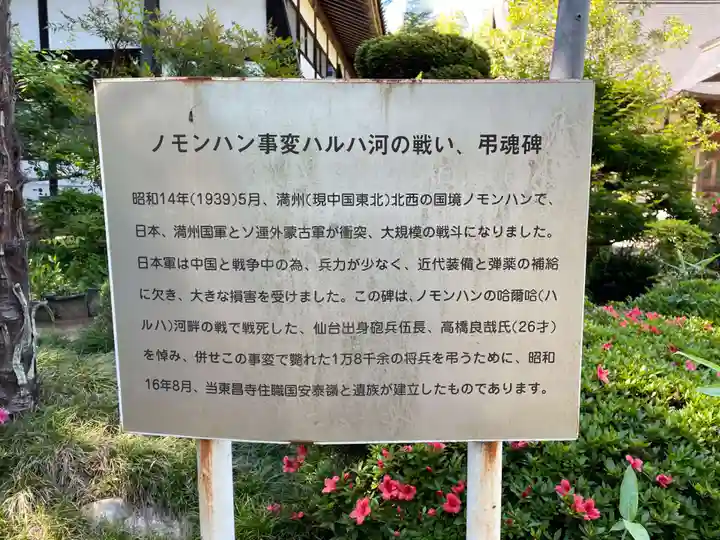 ノモンハン事変ハルハ河の戦い、弔魂碑
昭和14年(1939)5月、満州(現中国東北)北西の国境ノモンハンで、
日本、満州国軍とソ連外蒙古軍が衝突、大規模の戦斗になりました。
日本軍は中国と戦争中の為、兵力が少なく、近代装備と弾薬の補給
に欠き、大きな損害を受けました。この碑は、ノモンハンの哈爾哈(ハ
ルハ)河畔の戦で戦死した、仙台出身砲兵伍長、高橋良哉氏(26才)
を悼み、併せこの事変で斃れた1万8千余の将兵を弔うために、昭和
16年8月、当東昌寺住職国安泰嶺と遺族が建立したものであります。